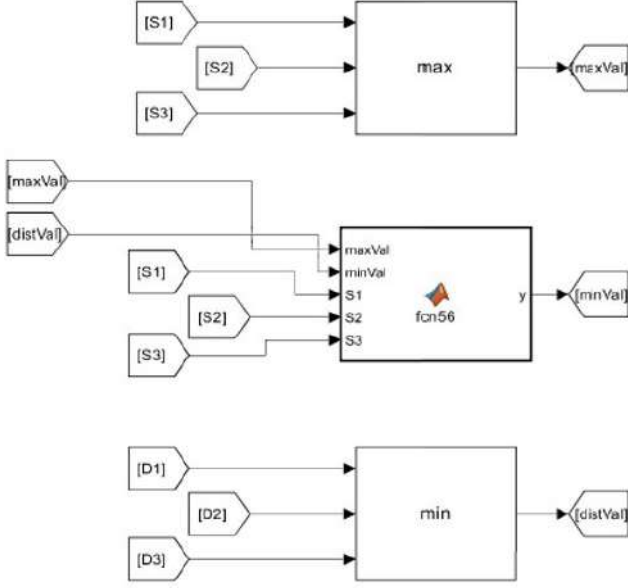 [S1]
[S2]
[S3]
max
[maxVal]
[maxVal]
[distVal]
[S1]
[S2]
[S3]
maxVal
minVal
S1
S2
S3
fcn56
y
[minVal]
[D1]
[D2]
[D3]
min
[distVal]